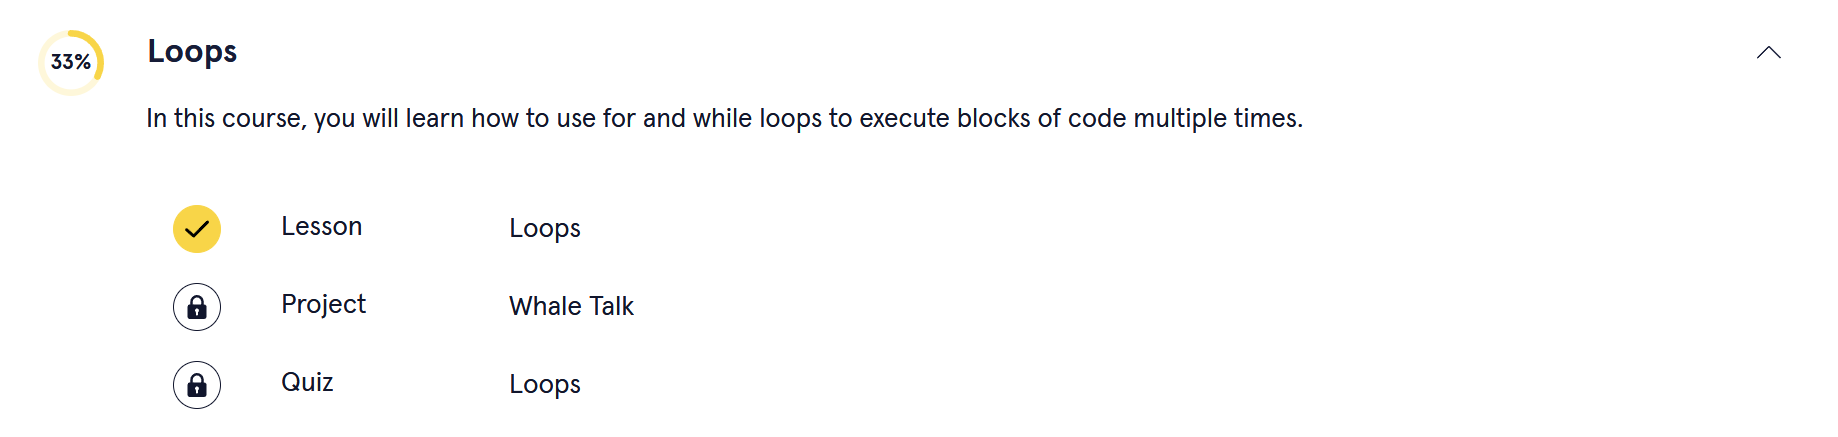 33%
Loops
In this course, you will learn how to use for and while loops to execute blocks of code multiple times.
Lesson Loops
Project Whale Talk
Quiz Loops